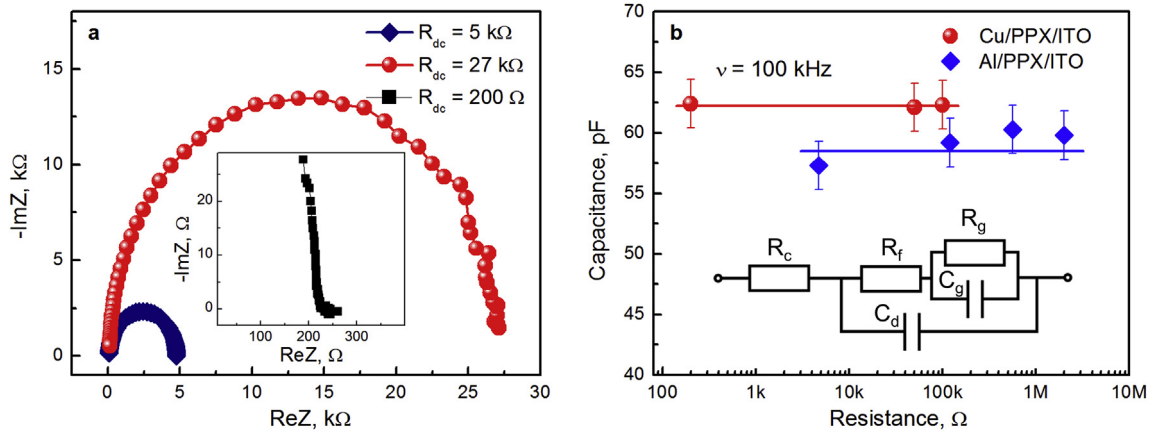 a
R_dc = 5 kΩ
R_dc = 27 kΩ
R_dc = 200 Ω
-ImZ, kΩ
15
10
5
0
0 5 10 15 20 25 30
ReZ, kΩ
-ImZ, Ω
20
10
0
100 200 300
ReZ, Ω
b
Cu/PPX/ITO
Al/PPX/ITO
ν = 100 kHz
Capacitance, pF
70
65
60
55
50
45
40
R_c
R_f
R_g
C_g
C_d
100 1k 10k 100k 1M 10M
Resistance, Ω